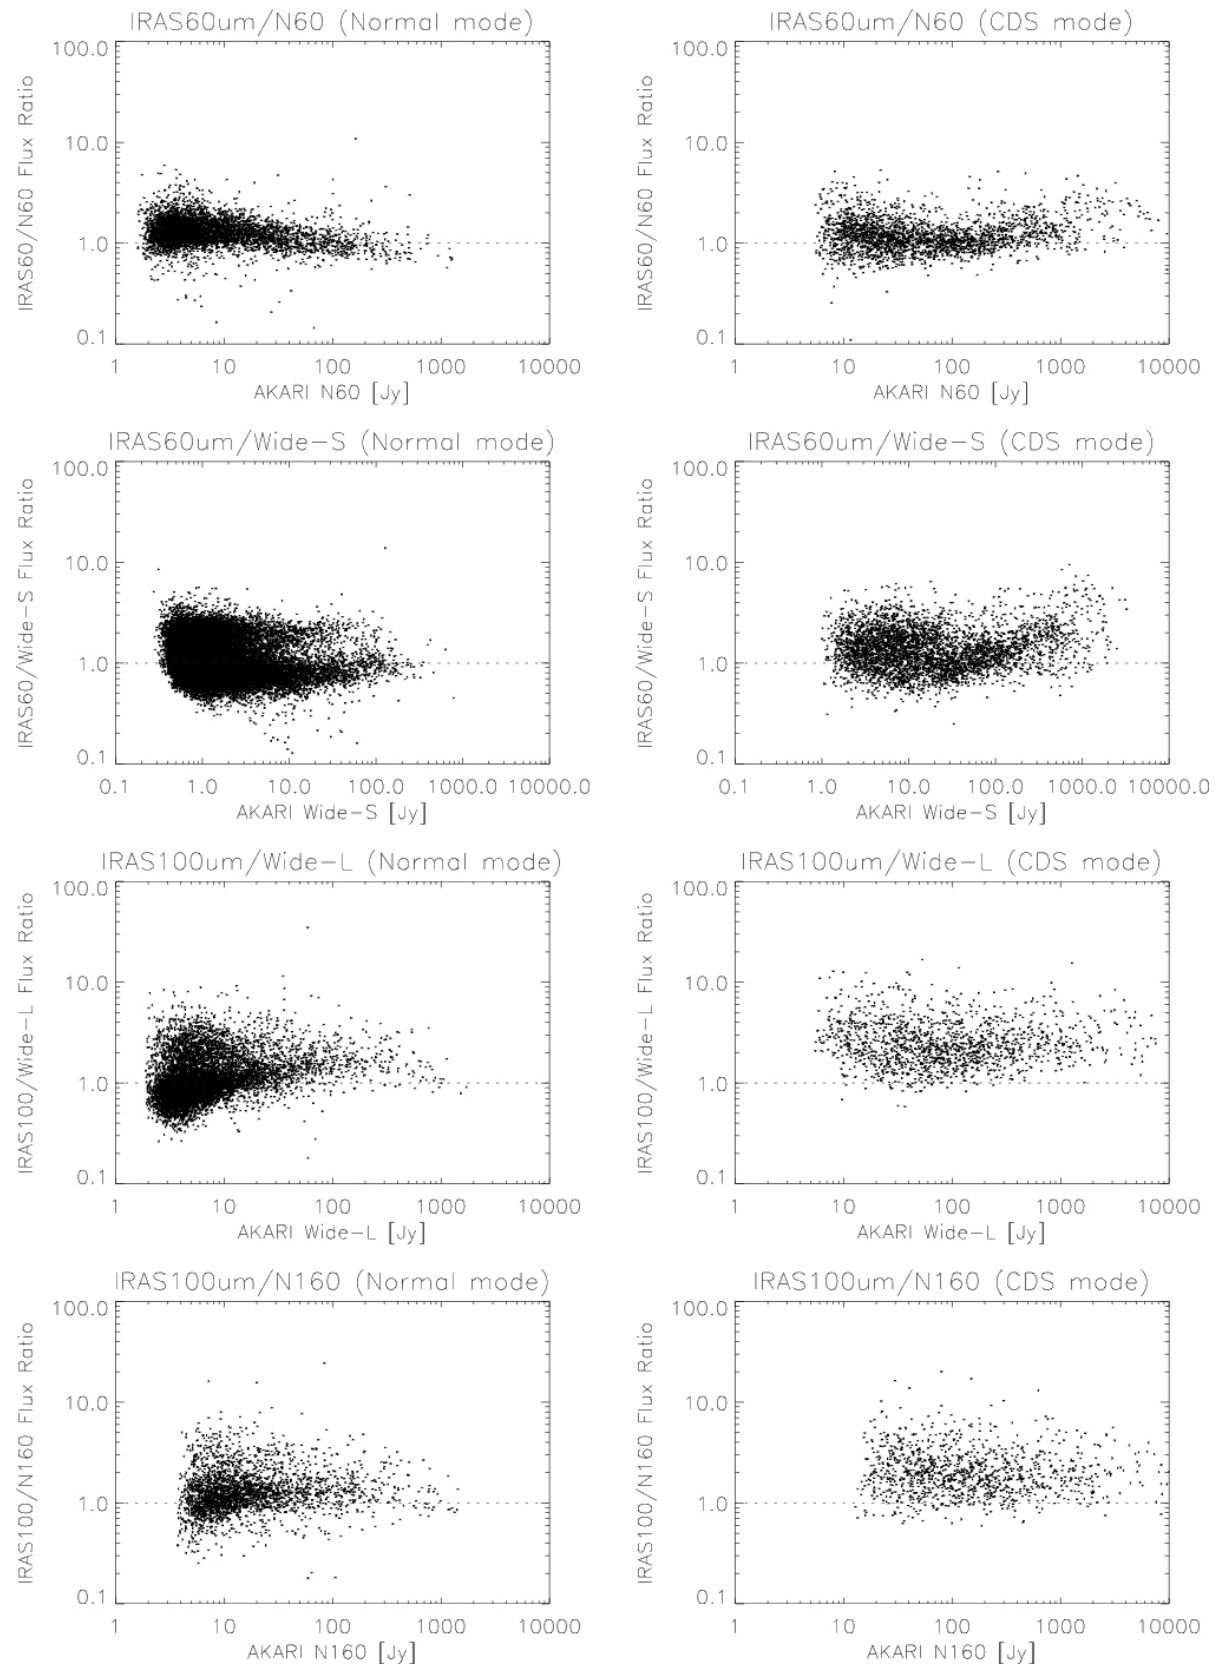 IRAS60um/N60 (Normal mode)
IRAS60/N60 Flux Ratio
100.0
10.0
1.0
0.1
1 10 100 1000 10000
AKARI N60 [Jy]
IRAS60um/N60 (CDS mode)
IRAS60/N60 Flux Ratio
100.0
10.0
1.0
0.1
1 10 100 1000 10000
AKARI N60 [Jy]
IRAS60um/Wide-S (Normal mode)
IRAS60/Wide-S Flux Ratio
100.0
10.0
1.0
0.1
0.1 1.0 10.0 100.0 1000.0 10000.0
AKARI Wide-S [Jy]
IRAS60um/Wide-S (CDS mode)
IRAS60/Wide-S Flux Ratio
100.0
10.0
1.0
0.1
0.1 1.0 10.0 100.0 1000.0 10000.0
AKARI Wide-S [Jy]
IRAS100um/Wide-L (Normal mode)
IRAS100/Wide-L Flux Ratio
100.0
10.0
1.0
0.1
1 10 100 1000 10000
AKARI Wide-L [Jy]
IRAS100um/Wide-L (CDS mode)
IRAS100/Wide-L Flux Ratio
100.0
10.0
1.0
0.1
1 10 100 1000 10000
AKARI Wide-L [Jy]
IRAS100um/N160 (Normal mode)
IRAS100/N160 Flux Ratio
100.0
10.0
1.0
0.1
1 10 100 1000 10000
AKARI N160 [Jy]
IRAS100um/N160 (CDS mode)
IRAS100/N160 Flux Ratio
100.0
10.0
1.0
0.1
1 10 100 1000 10000
AKARI N160 [Jy]